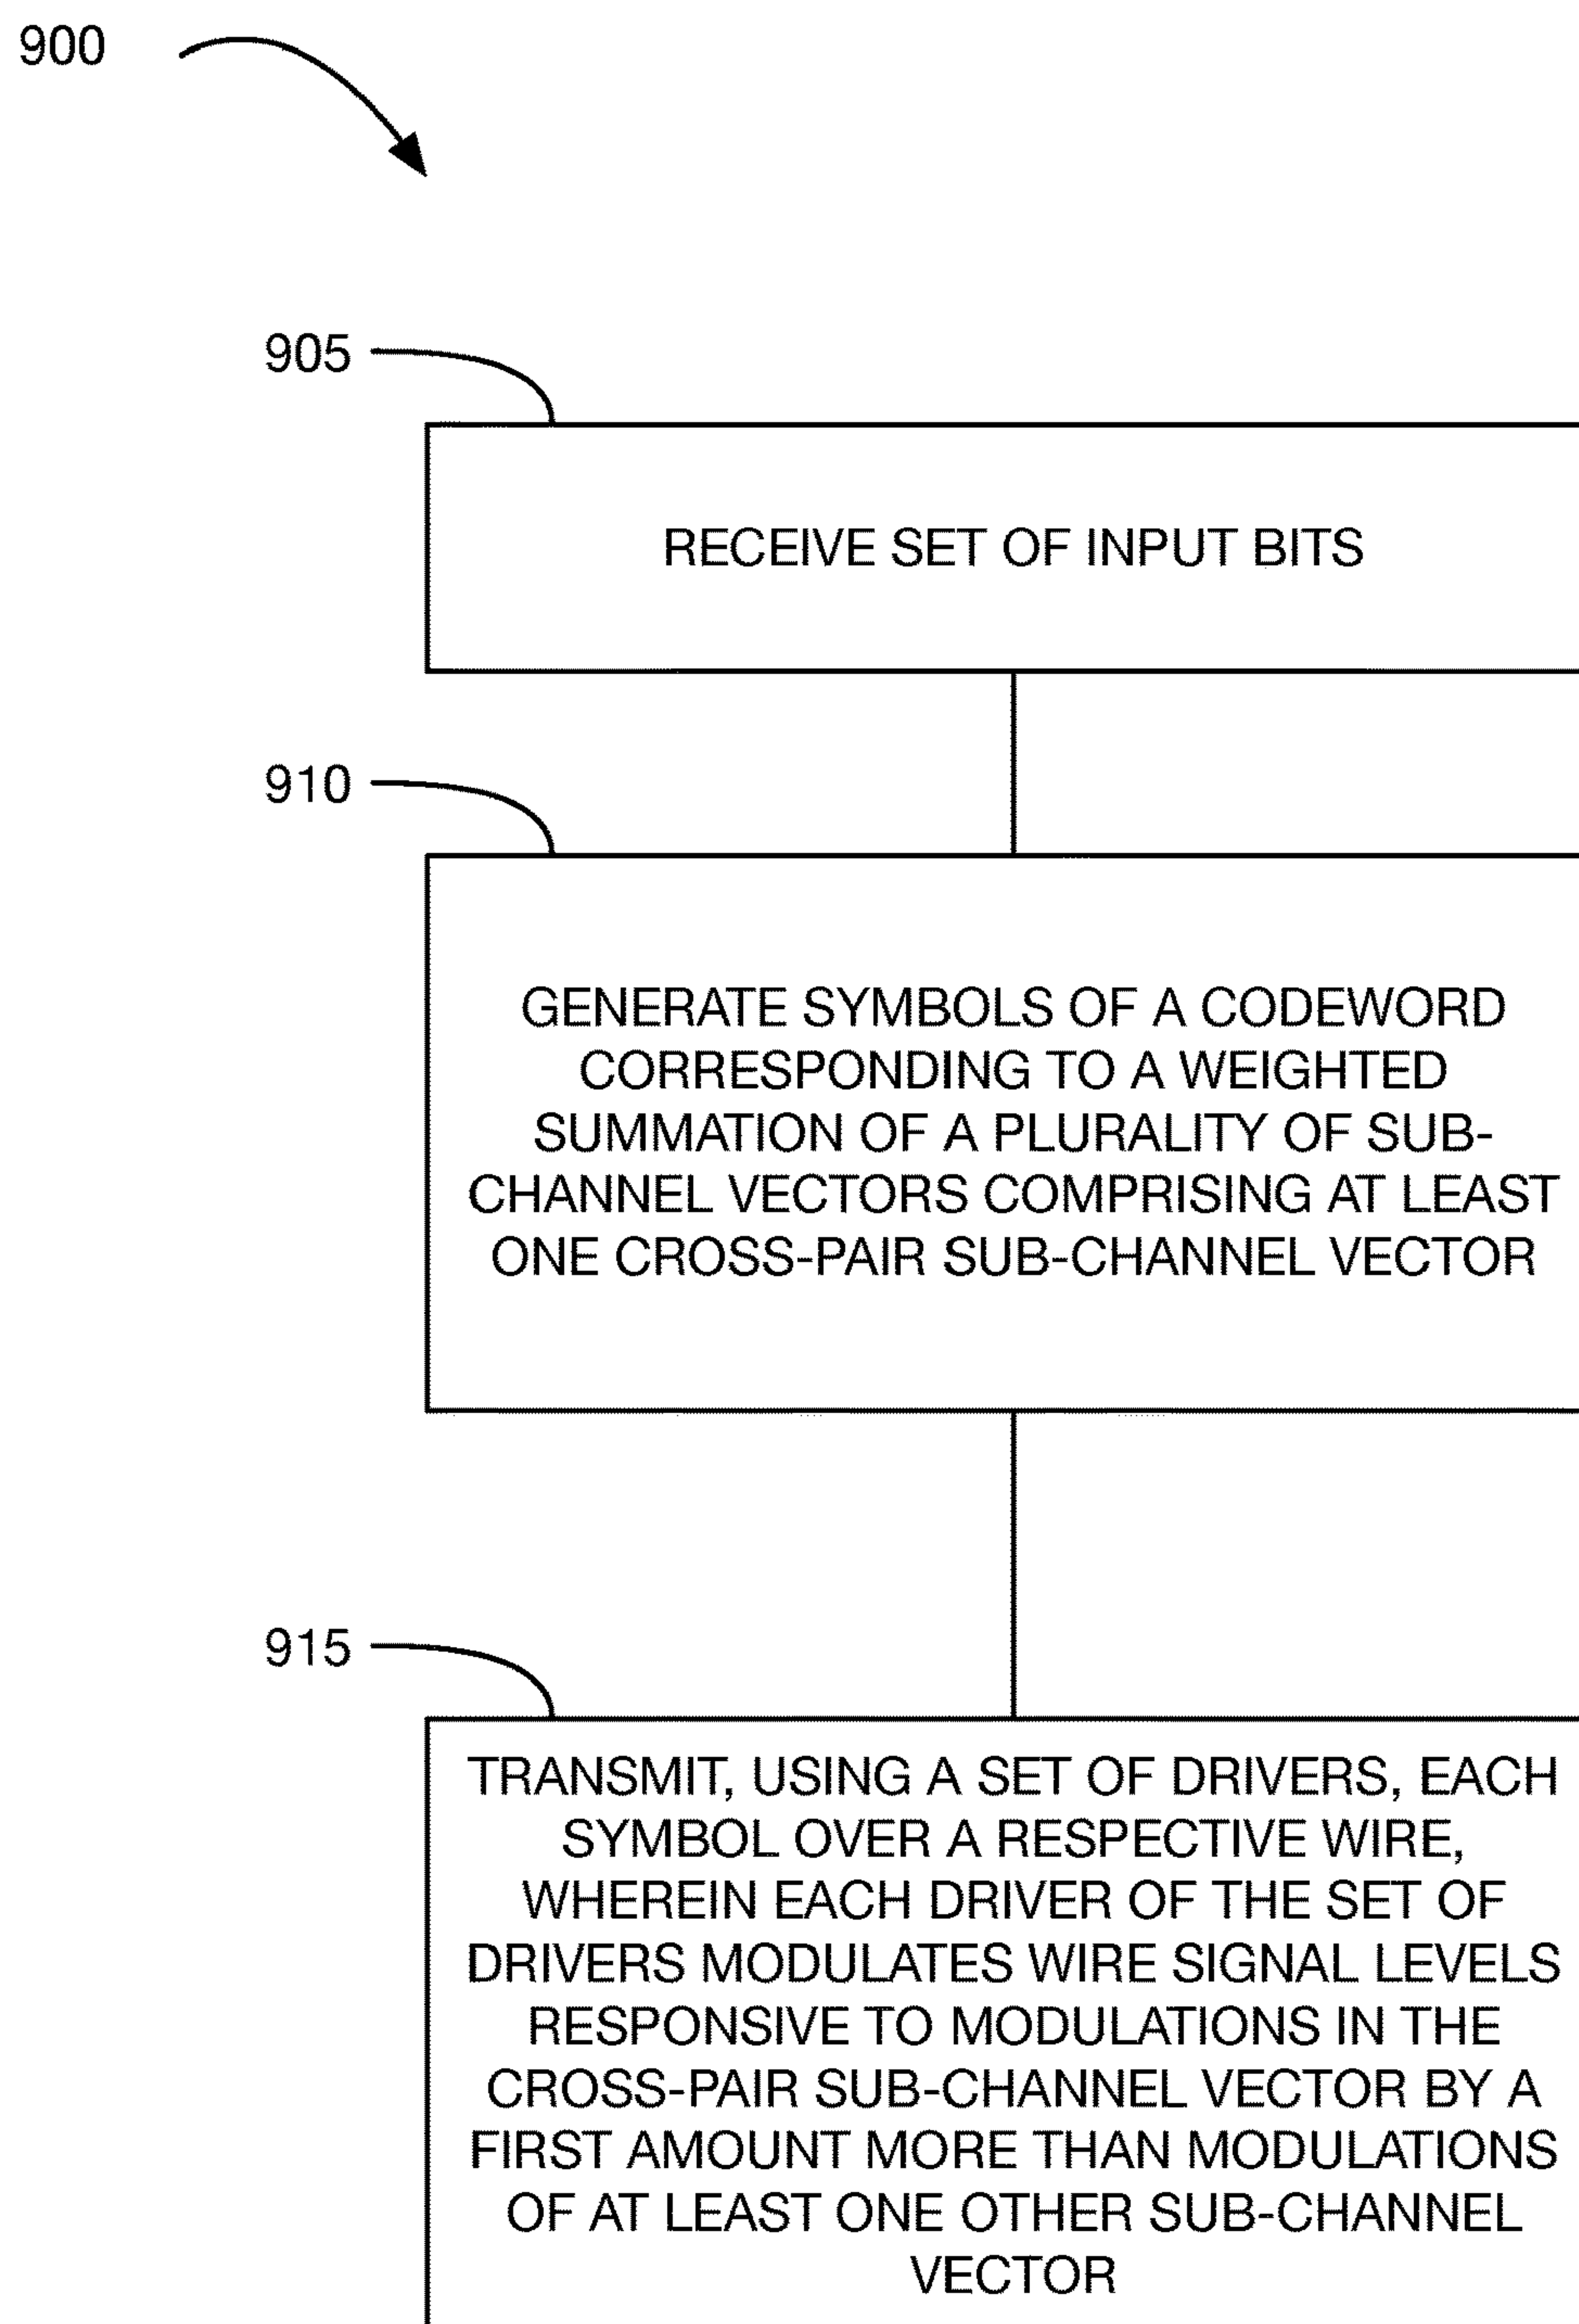 900
905
RECEIVE SET OF INPUT BITS
910
GENERATE SYMBOLS OF A CODEWORD
CORRESPONDING TO A WEIGHTED
SUMMATION OF A PLURALITY OF SUB-
CHANNEL VECTORS COMPRISING AT LEAST
ONE CROSS-PAIR SUB-CHANNEL VECTOR
915
TRANSMIT, USING A SET OF DRIVERS, EACH
SYMBOL OVER A RESPECTIVE WIRE,
WHEREIN EACH DRIVER OF THE SET OF
DRIVERS MODULATES WIRE SIGNAL LEVELS
RESPONSIVE TO MODULATIONS IN THE
CROSS-PAIR SUB-CHANNEL VECTOR BY A
FIRST AMOUNT MORE THAN MODULATIONS
OF AT LEAST ONE OTHER SUB-CHANNEL
VECTOR